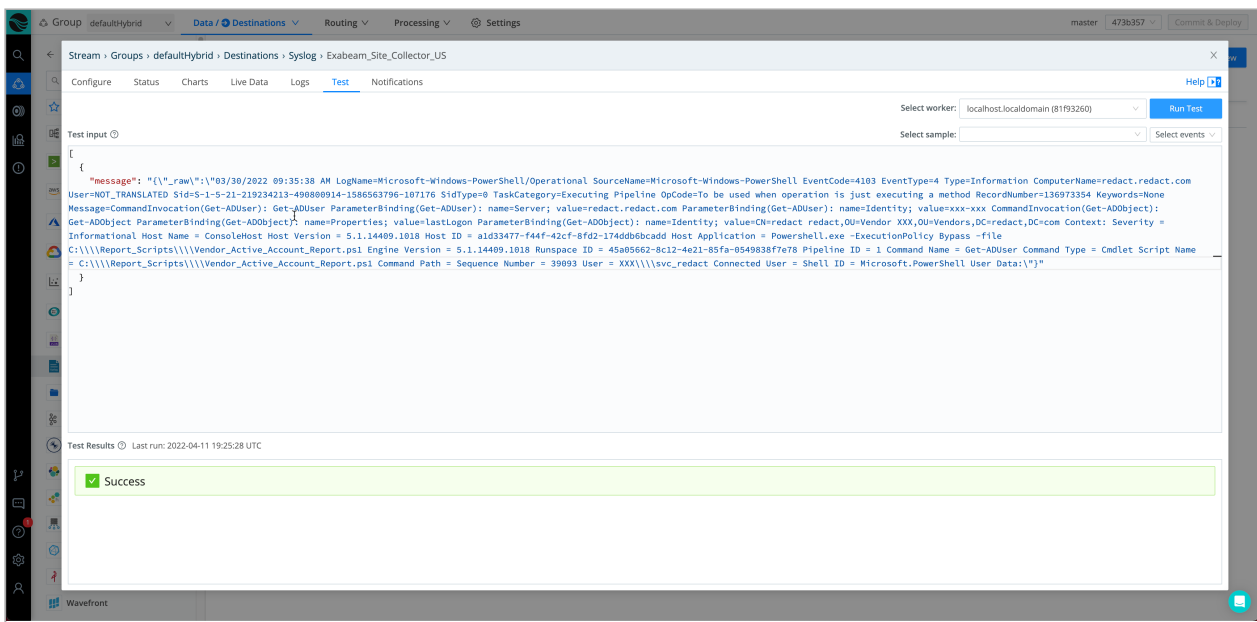 Group defaultHybrid Data / Destinations Routing Processing Settings master 473b357 Commit & Deploy
Stream › Groups › defaultHybrid › Destinations › Syslog › Exabeam_Site_Collector_US
Configure Status Charts Live Data Logs Test Notifications Help
Select worker: localhost.localdomain (81f93260) Run Test
Test input Select sample: Select events
[
{
"message": "{\"_raw\":\"03/30/2022 09:35:38 AM LogName=Microsoft-Windows-PowerShell/Operational SourceName=Microsoft-Windows-PowerShell EventCode=4103 EventType=4 Type=Information ComputerName=redact.redact.com
User=NOT_TRANSLATED Sid=S-1-5-21-219234213-490800914-1586563796-107176 SidType=0 TaskCategory=Executing Pipeline OpCode=To be used when operation is just executing a method RecordNumber=136973354 Keywords=None
Message=CommandInvocation(Get-ADUser): Get-ADUser ParameterBinding(Get-ADUser): name=Server; value=redact.redact.com ParameterBinding(Get-ADUser): name=Identity; value=xxx-xxx CommandInvocation(Get-ADObject):
Get-ADObject ParameterBinding(Get-ADObject): name=Properties; value=lastLogon ParameterBinding(Get-ADObject): name=Identity; value=CN=redact redact,OU=Vendor XXX,OU=Vendors,DC=redact,DC=com Context: Severity =
Informational Host Name = ConsoleHost Host Version = 5.1.14409.1018 Host ID = a1d33477-f44f-42cf-8fd2-174ddb6bcadd Host Application = Powershell.exe -ExecutionPolicy Bypass -file
C:\\\\Report_Scripts\\\\Vendor_Active_Account_Report.ps1 Engine Version = 5.1.14409.1018 Runspace ID = 45a05662-8c12-4e21-85fa-0549838f7e78 Pipeline ID = 1 Command Name = Get-ADUser Command Type = Cmdlet Script Name
= C:\\\\Report_Scripts\\\\Vendor_Active_Account_Report.ps1 Command Path = Sequence Number = 39093 User = XXX\\\\svc_redact Connected User = Shell ID = Microsoft.PowerShell User Data:\"}"
}
]
Test Results Last run: 2022-04-11 19:25:28 UTC
Success
1
Wavefront